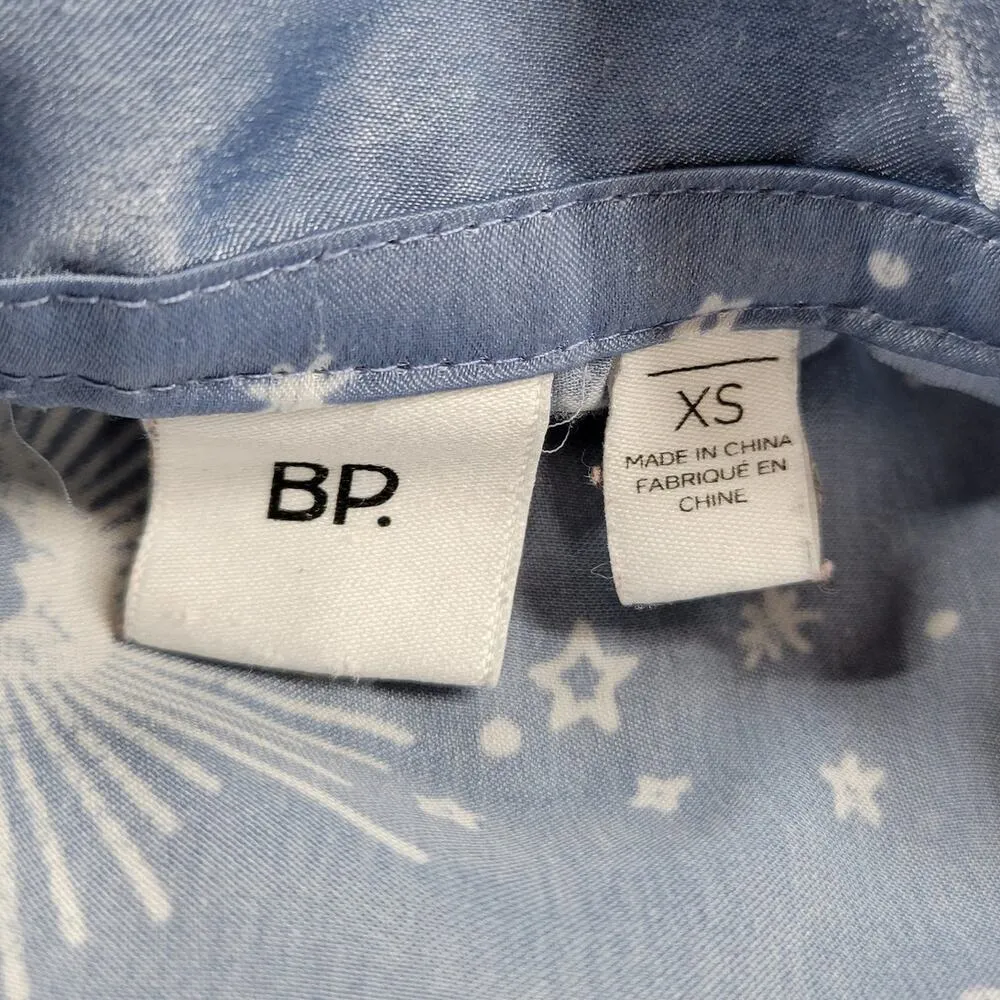 BP.
XS
MADE IN CHINA
FABRIQUÉ EN
CHINE